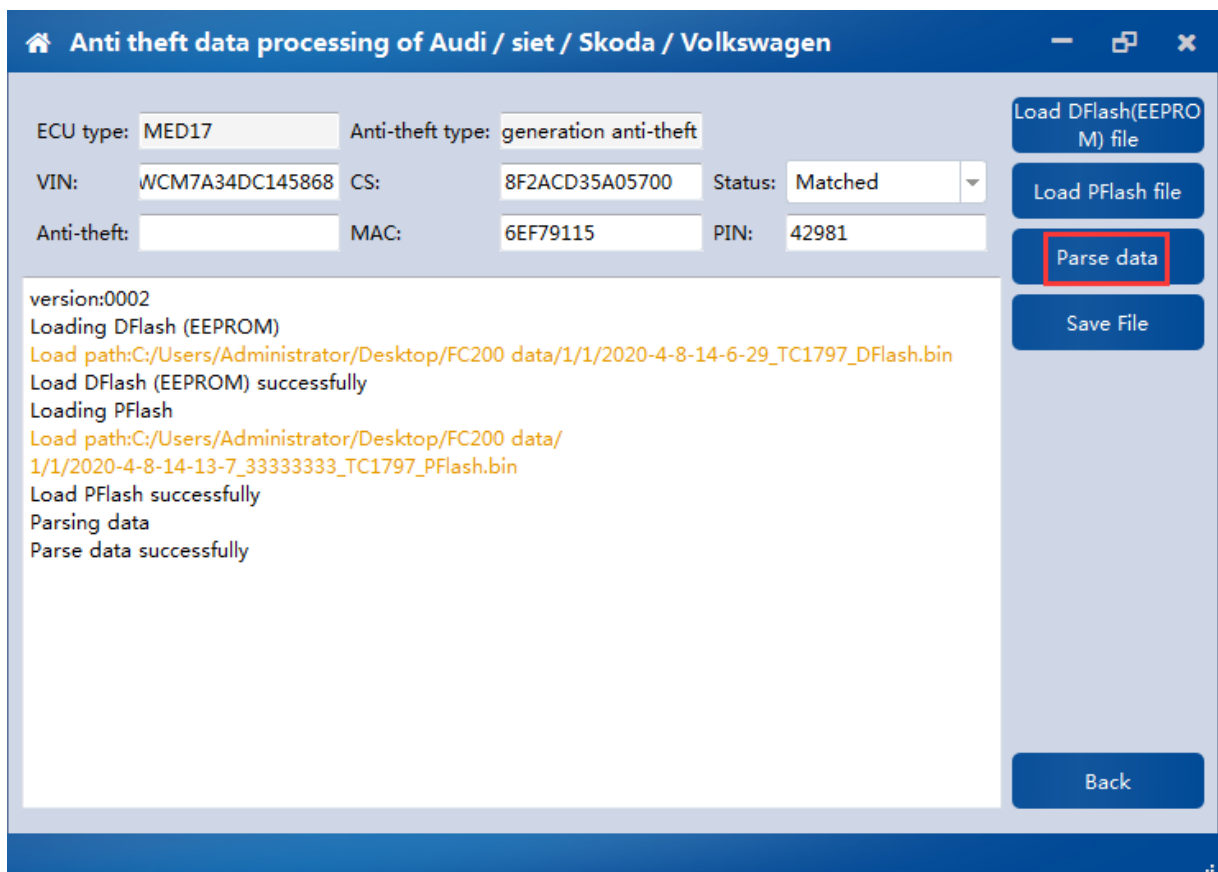 Anti theft data processing of Audi / siet / Skoda / Volkswagen
ECU type: MED17 Anti-theft type: generation anti-theft
VIN: WCM7A34DC145868 CS: 8F2ACD35A05700 Status: Matched
Anti-theft: MAC: 6EF79115 PIN: 42981
Load DFlash(EEPRO
M) file
Load PFlash file
Parse data
Save File
version:0002
Loading DFlash (EEPROM)
Load path:C:/Users/Administrator/Desktop/FC200 data/1/1/2020-4-8-14-6-29_TC1797_DFlash.bin
Load DFlash (EEPROM) successfully
Loading PFlash
Load path:C:/Users/Administrator/Desktop/FC200 data/
1/1/2020-4-8-14-13-7_33333333_TC1797_PFlash.bin
Load PFlash successfully
Parsing data
Parse data successfully
Back